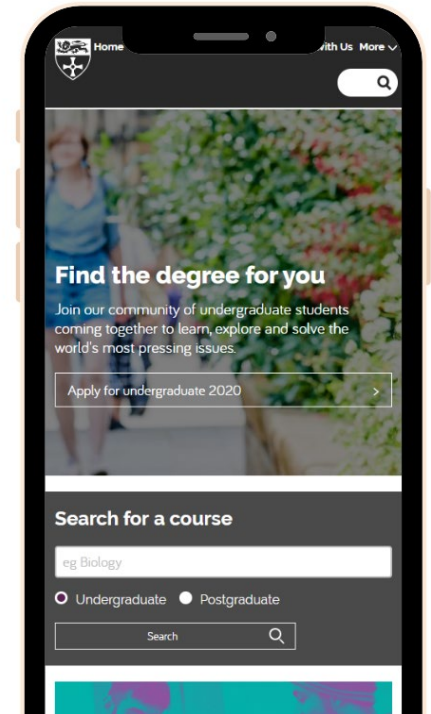 Home
ith Us More
Find the degree for you
Join our community of undergraduate students
coming together to learn, explore and solve the
world's most pressing issues.
Apply for undergraduate 2020
Search for a course
eg Biology
Undergraduate Postgraduate
Search